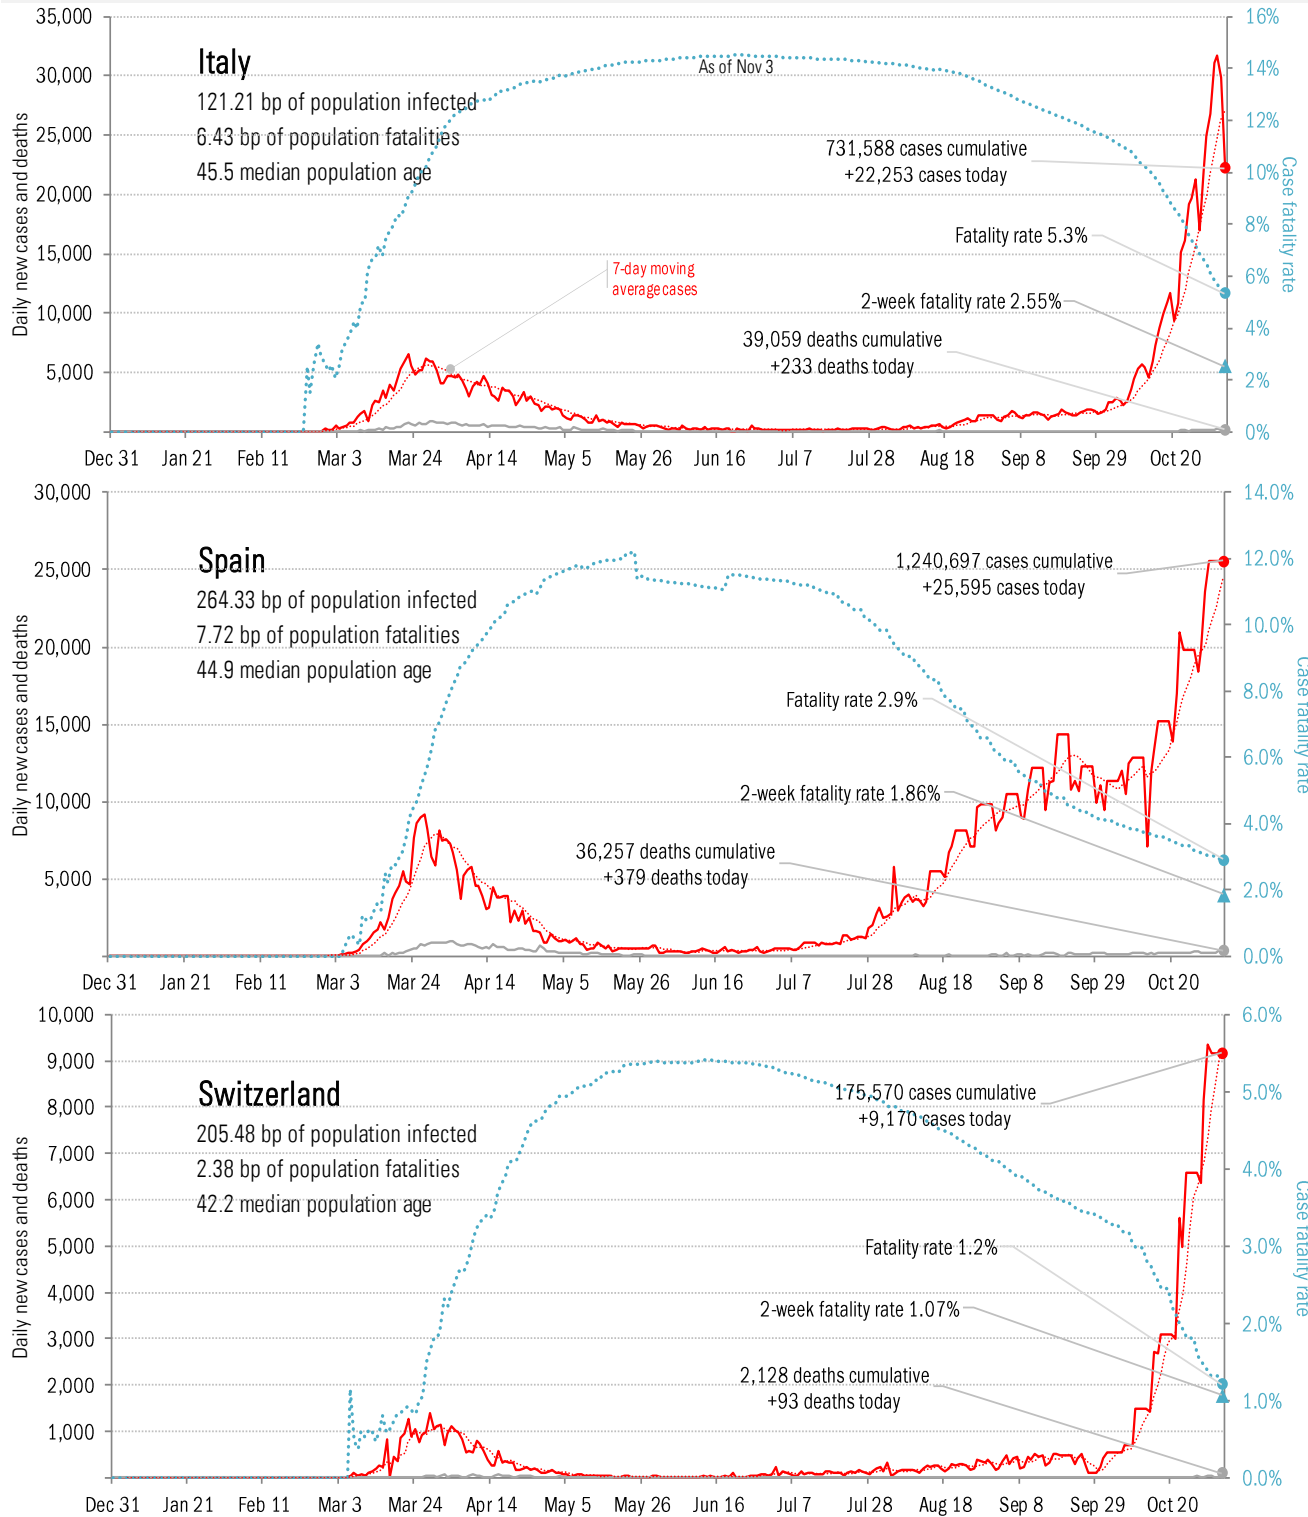 Italy
121.21 bp of population infected
6.43 bp of population fatalities
45.5 median population age
As of Nov 3
731,588 cases cumulative
+22,253 cases today
Fatality rate 5.3%
2-week fatality rate 2.55%
39,059 deaths cumulative
+233 deaths today
7-day moving
average cases
Daily new cases and deaths
35,000
30,000
25,000
20,000
15,000
10,000
5,000
Case fatality rate
16%
14%
12%
10%
8%
6%
4%
2%
0%
Dec 31 Jan 21 Feb 11 Mar 3 Mar 24 Apr 14 May 5 May 26 Jun 16 Jul 7 Jul 28 Aug 18 Sep 8 Sep 29 Oct 20
Spain
264.33 bp of population infected
7.72 bp of population fatalities
44.9 median population age
1,240,697 cases cumulative
+25,595 cases today
Fatality rate 2.9%
2-week fatality rate 1.86%
36,257 deaths cumulative
+379 deaths today
Daily new cases and deaths
30,000
25,000
20,000
15,000
10,000
5,000
Case fatality rate
14.0%
12.0%
10.0%
8.0%
6.0%
4.0%
2.0%
0.0%
Dec 31 Jan 21 Feb 11 Mar 3 Mar 24 Apr 14 May 5 May 26 Jun 16 Jul 7 Jul 28 Aug 18 Sep 8 Sep 29 Oct 20
Switzerland
205.48 bp of population infected
2.38 bp of population fatalities
42.2 median population age
175,570 cases cumulative
+9,170 cases today
Fatality rate 1.2%
2-week fatality rate 1.07%
2,128 deaths cumulative
+93 deaths today
Daily new cases and deaths
10,000
9,000
8,000
7,000
6,000
5,000
4,000
3,000
2,000
1,000
Case fatality rate
6.0%
5.0%
4.0%
3.0%
2.0%
1.0%
0.0%
Dec 31 Jan 21 Feb 11 Mar 3 Mar 24 Apr 14 May 5 May 26 Jun 16 Jul 7 Jul 28 Aug 18 Sep 8 Sep 29 Oct 20